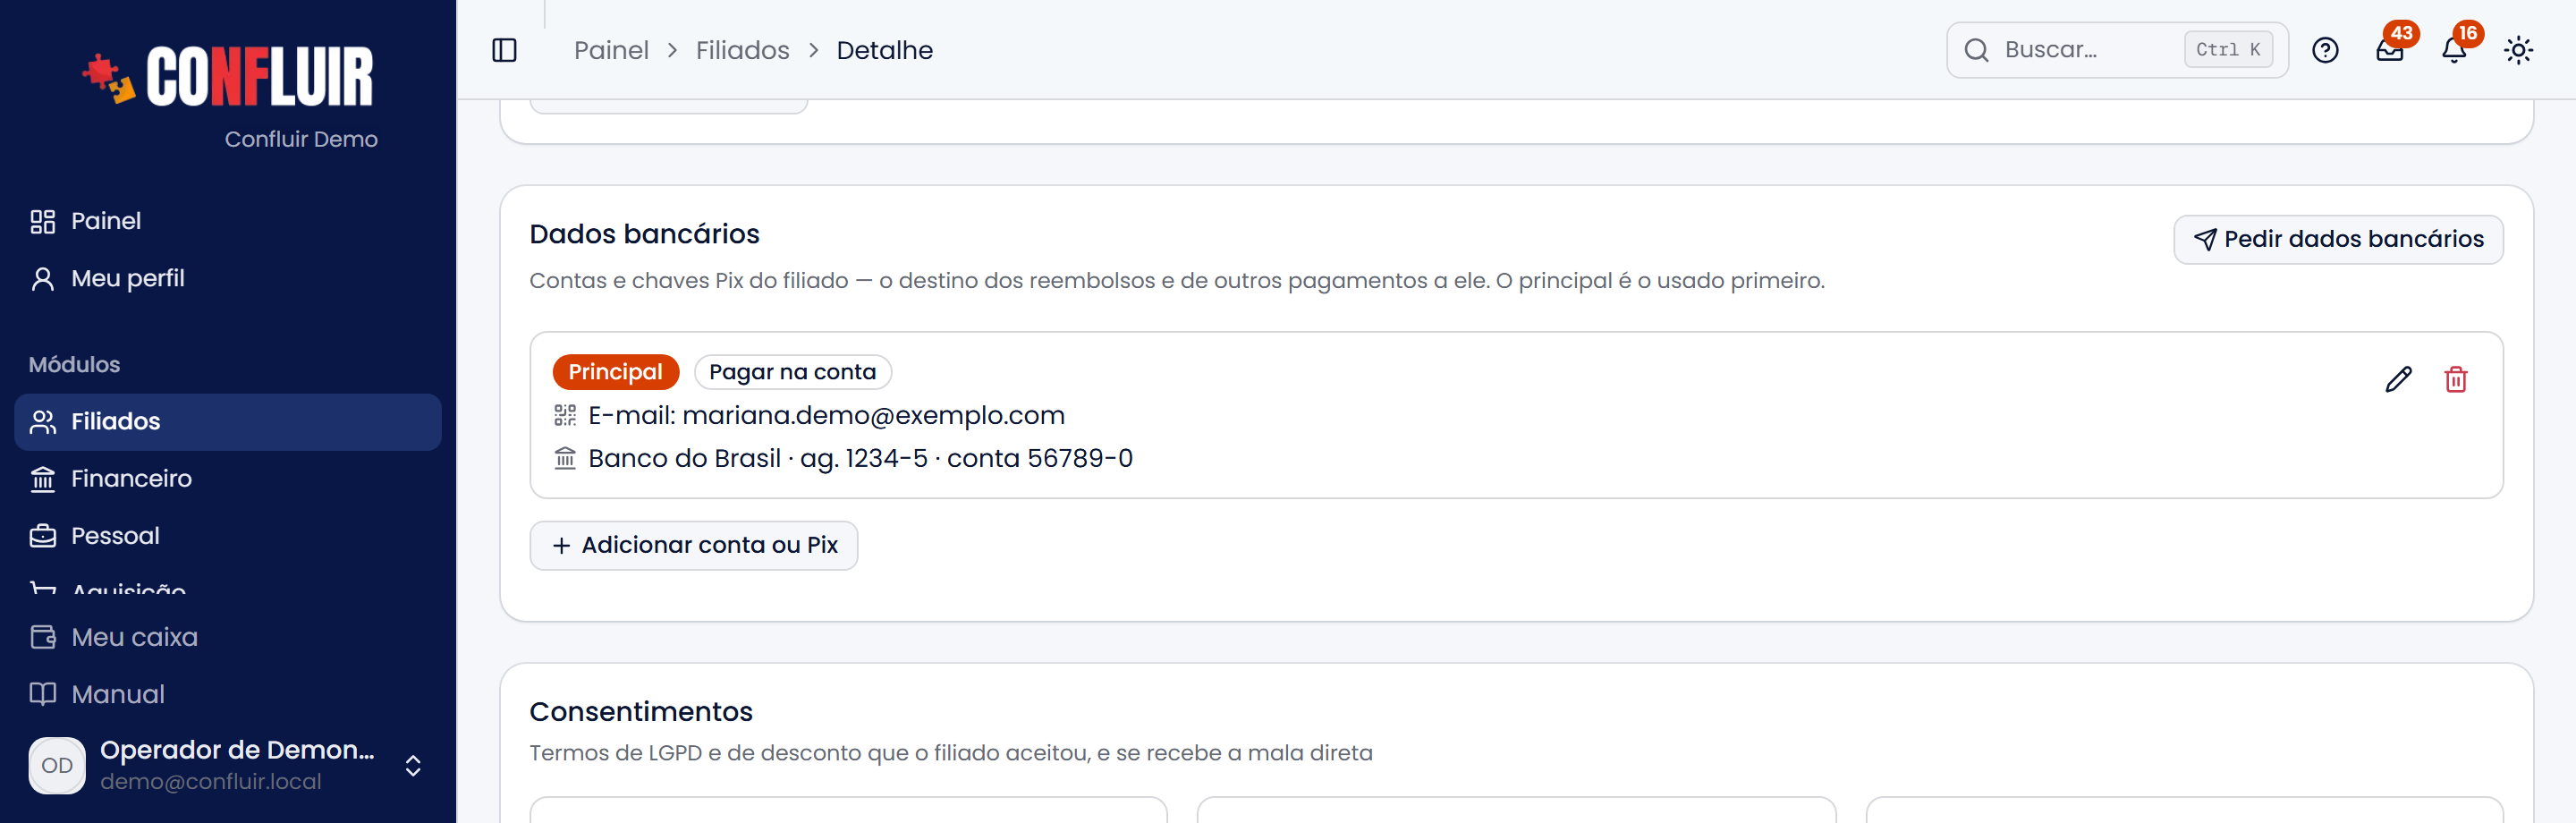 CONFLUIR
Confluir Demo
Painel
Meu perfil
Módulos
Filiados
Financeiro
Pessoal
Aquisição
Meu caixa
Manual
OD
Operador de Demon...
demo@confluir.local
Painel > Filiados > Detalhe
Buscar... Ctrl K
43
16
Dados bancários
Pedir dados bancários
Contas e chaves Pix do filiado — o destino dos reembolsos e de outros pagamentos a ele. O principal é o usado primeiro.
Principal Pagar na conta
E-mail: mariana.demo@exemplo.com
Banco do Brasil · ag. 1234-5 · conta 56789-0
+ Adicionar conta ou Pix
Consentimentos
Termos de LGPD e de desconto que o filiado aceitou, e se recebe a mala direta